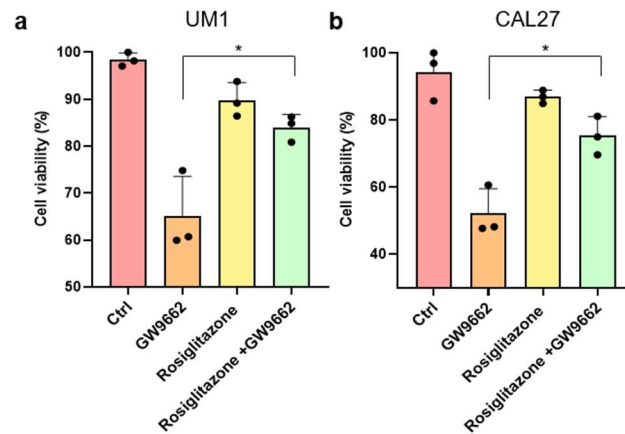 a
UM1
Cell viability (%)
100
90
80
70
60
50
*
Ctrl
GW9662
Rosiglitazone
Rosiglitazone +GW9662
b
CAL27
Cell viability (%)
100
80
60
40
*
Ctrl
GW9662
Rosiglitazone
Rosiglitazone +GW9662